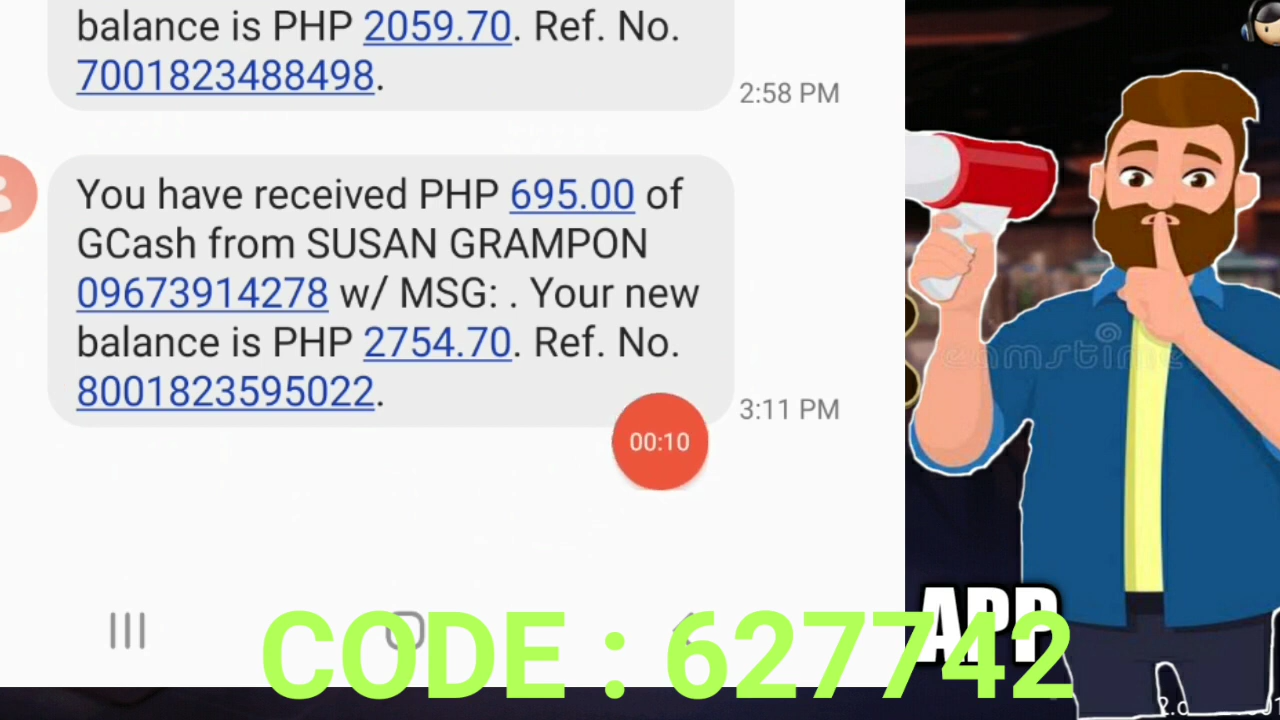 balance is PHP 2059.70. Ref. No.
7001823488498.
2:58 PM
You have received PHP 695.00 of
GCash from SUSAN GRAMPON
09673914278 w/ MSG: . Your new
balance is PHP 2754.70. Ref. No.
8001823595022.
3:11 PM
00:10
CODE : 627742
APP